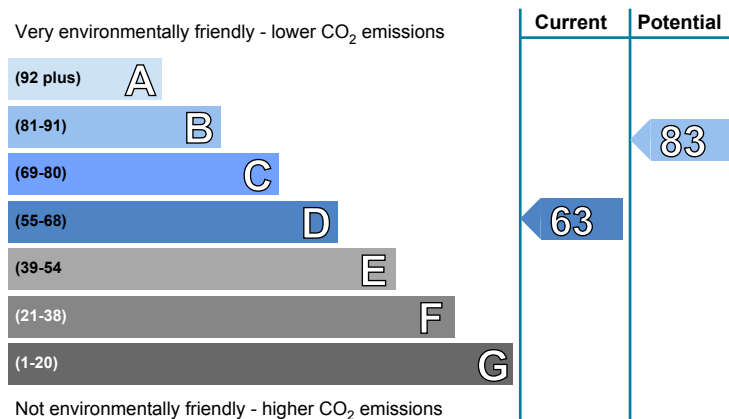 Current Potential
Very environmentally friendly - lower CO₂ emissions
(92 plus) A
(81-91) B
83
(69-80) C
(55-68) D
63
(39-54 E
(21-38) F
(1-20) G
Not environmentally friendly - higher CO₂ emissions